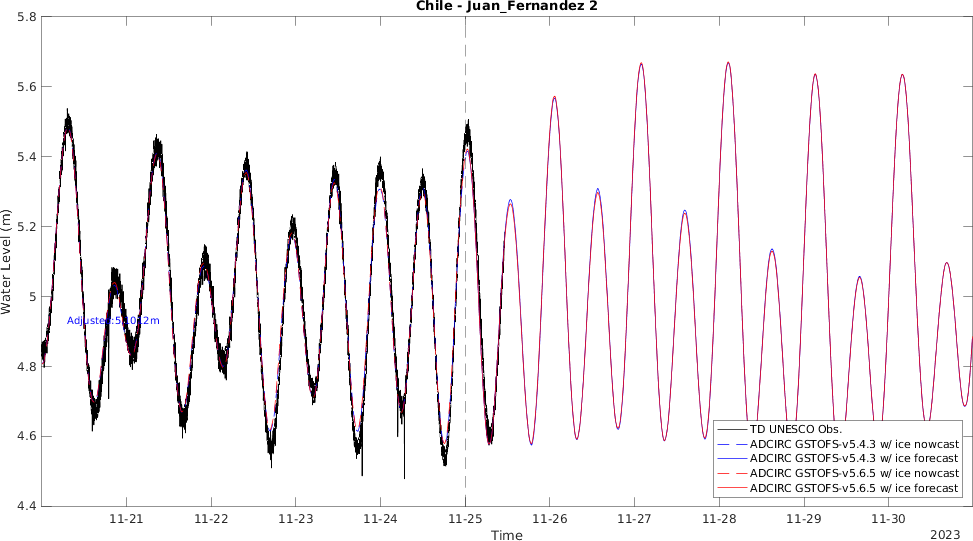 Chile - Juan_Fernandez 2
Water Level (m)
5.8
5.6
5.4
5.2
5
4.8
4.6
4.4
TD UNESCO Obs.
ADCIRC GSTOFS-v5.4.3 w/ ice nowcast
ADCIRC GSTOFS-v5.4.3 w/ ice forecast
ADCIRC GSTOFS-v5.6.5 w/ ice nowcast
ADCIRC GSTOFS-v5.6.5 w/ ice forecast
11-21 11-22 11-23 11-24 11-25 11-26 11-27 11-28 11-29 11-30
Time
2023